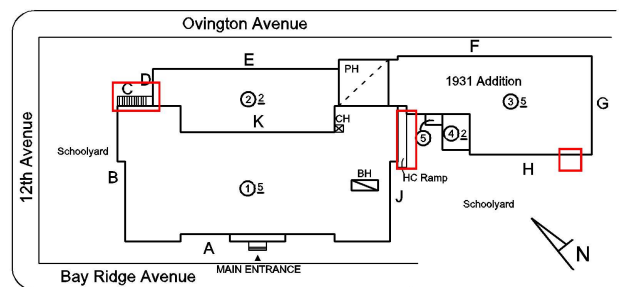 Ovington Avenue
E
F
PH
D
C
1931 Addition
2 2
3 5
G
12th Avenue
CH
K
5
4 2
Schoolyard
H
B
BH
HC Ramp
1 5
J
Schoolyard
A
N
MAIN ENTRANCE
Bay Ridge Avenue